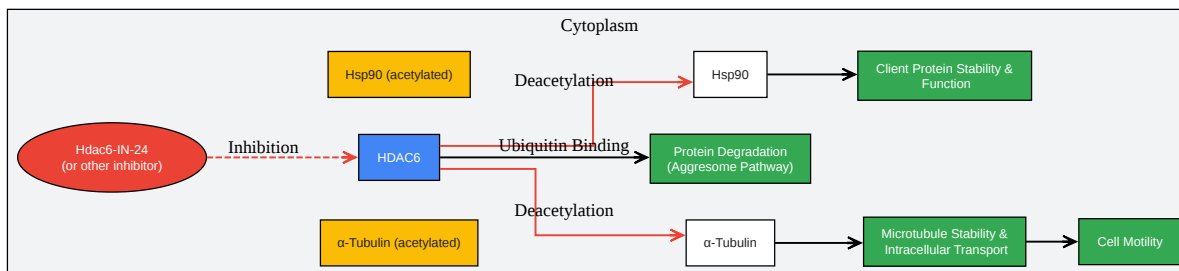 Cytoplasm
Hsp90 (acetylated)
Deacetylation
Hsp90
Client Protein Stability &
Function
Hdac6-IN-24
(or other inhibitor)
Inhibition
HDAC6
Ubiquitin Binding
Protein Degradation
(Aggresome Pathway)
α-Tubulin (acetylated)
Deacetylation
α-Tubulin
Microtubule Stability &
Intracellular Transport
Cell Motility